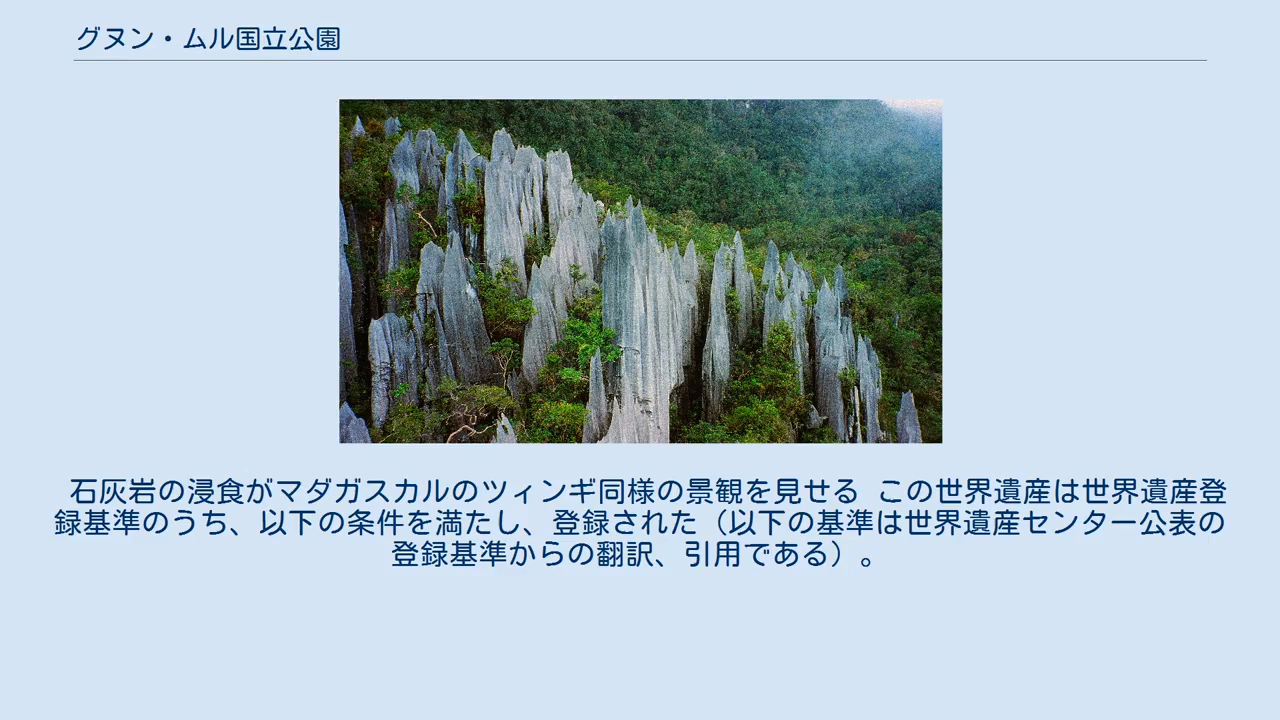 グヌン・ムル国立公園
石灰岩の浸食がマダガスカルのツィンギ同様の景観を見せる この世界遺産は世界遺産登
録基準のうち、以下の条件を満たし、登録された（以下の基準は世界遺産センター公表の
登録基準からの翻訳、引用である）。